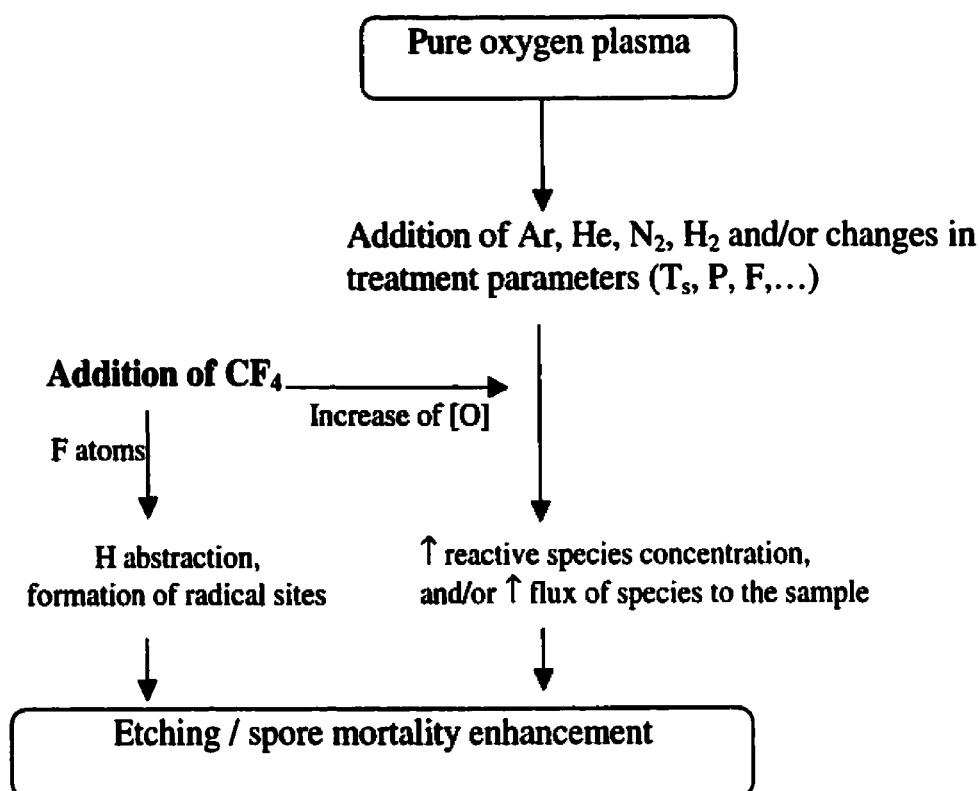 Pure oxygen plasma
Addition of Ar, He, N₂, H₂ and/or changes in
treatment parameters (Tₛ, P, F,…)
Addition of CF₄
Increase of [O]
F atoms
H abstraction,
formation of radical sites
↑ reactive species concentration,
and/or ↑ flux of species to the sample
Etching / spore mortality enhancement